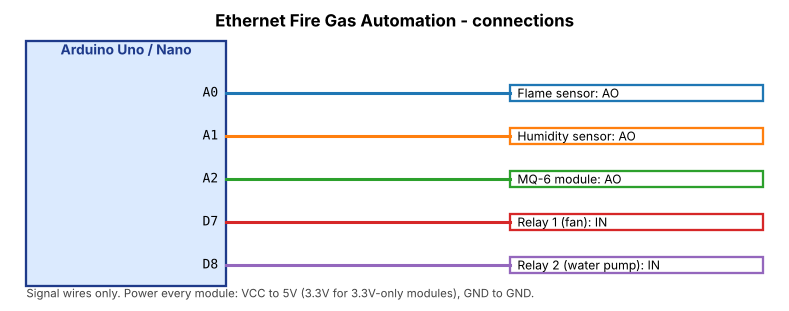 Ethernet Fire Gas Automation - connections
Arduino Uno / Nano
A0 Flame sensor: AO
A1 Humidity sensor: AO
A2 MQ-6 module: AO
D7 Relay 1 (fan): IN
D8 Relay 2 (water pump): IN
Signal wires only. Power every module: VCC to 5V (3.3V for 3.3V-only modules), GND to GND.